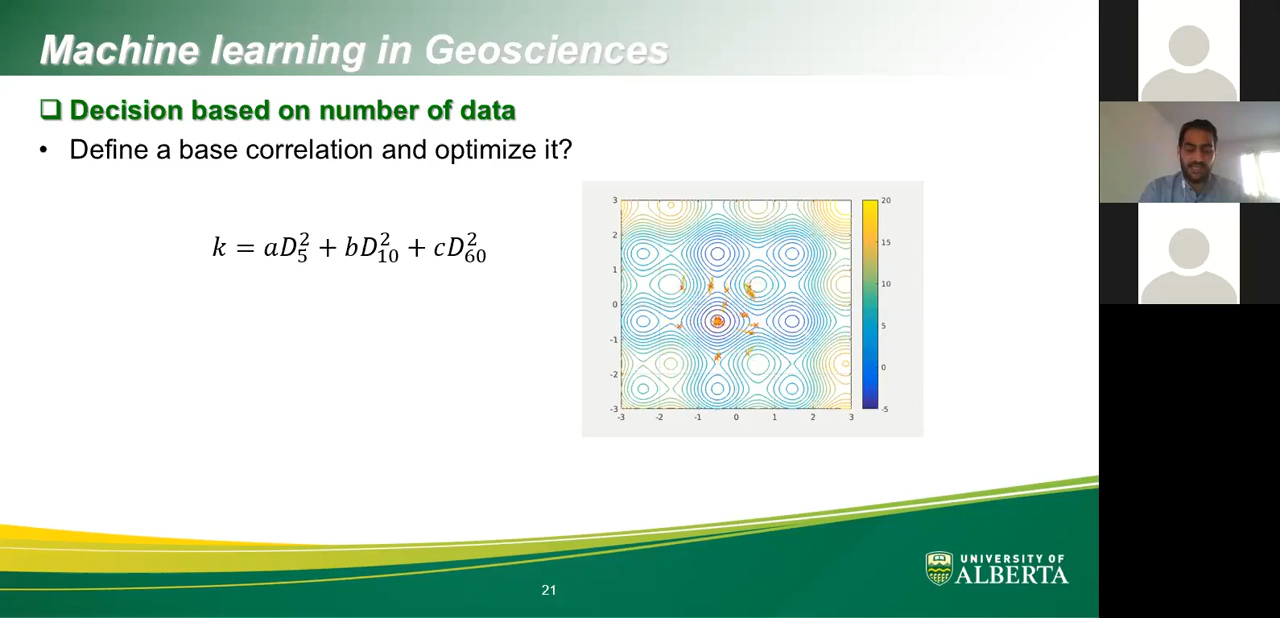 Machine learning in Geosciences
❑ Decision based on number of data
• Define a base correlation and optimize it?
k = aD₅² + bD₁₀² + cD₆₀²
3
2
1
0
-1
-2
-3
-3 -2 -1 0 1 2 3
20
15
10
5
0
-5
UNIVERSITY OF
ALBERTA
21